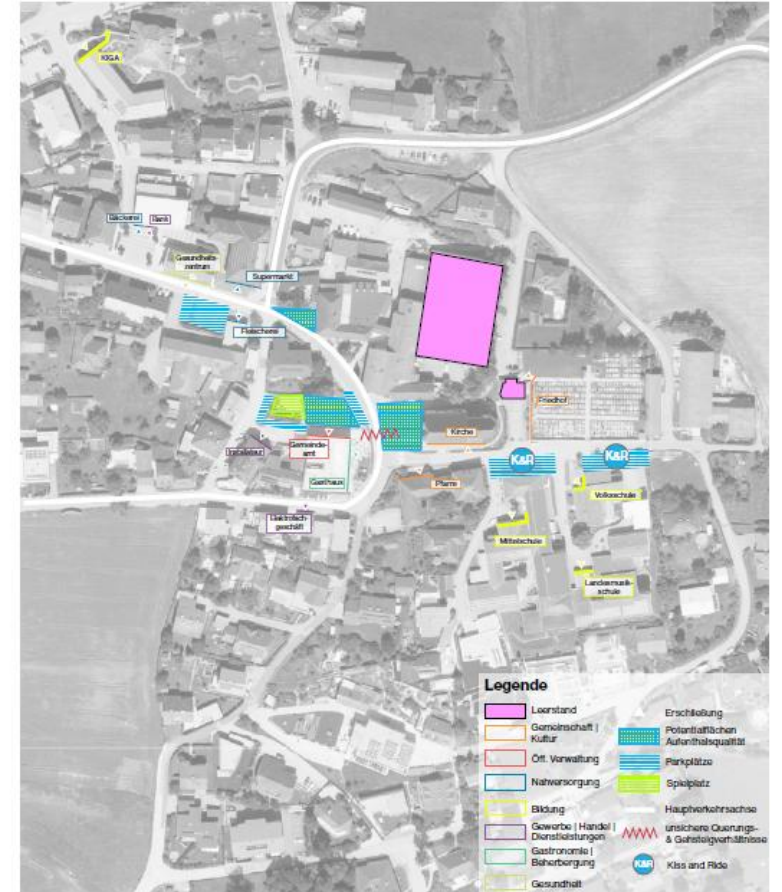 KIGA
Bäckerei
Bank
Gesundheits-
zentrum
Supermarkt
Fleischerei
Friedhof
Kirche
Gemeinde-
amt
Installateur
Gasthaus
Pfarre
K&R
K&R
Volksschule
Elektrofach-
geschäft
Mittelschule
Landesmusik-
schule
Legende
Leerstand
Gemeinschaft |
Kultur
Öff. Verwaltung
Nahversorgung
Bildung
Gewerbe | Handel |
Dienstleistungen
Gastronomie |
Beherbergung
Gesundheit
Erschließung
Potentialflächen
Aufenthaltsqualität
Parkplätze
Spielplatz
Hauptverkehrsachse
unsichere Querungs-
& Gehsteigverhältnisse
K&R
Kiss and Ride